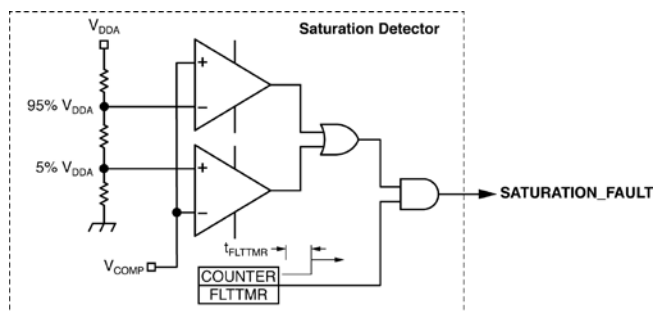 V_DDA
Saturation Detector
+
95% V_DDA
−
5% V_DDA
+
SATURATION_FAULT
−
t_FLTTMR
V_COMP
COUNTER
FLTTMR